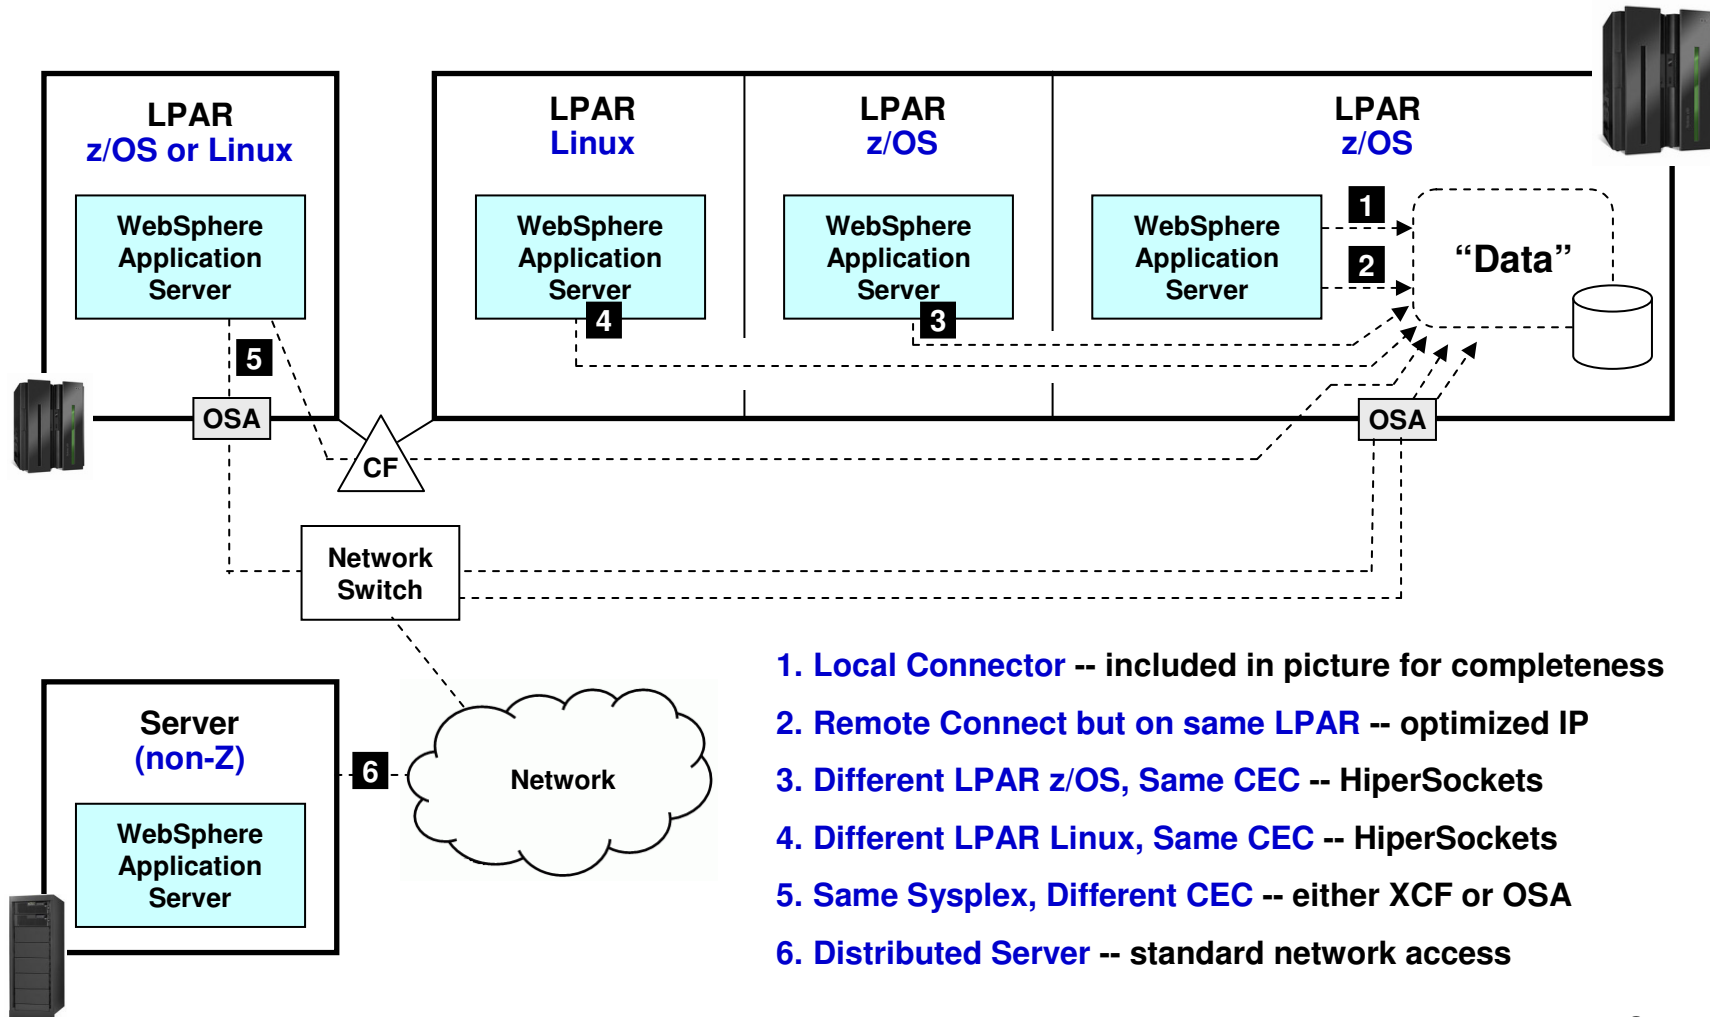 LPAR
z/OS or Linux
WebSphere
Application
Server
5
OSA
CF
LPAR
Linux
WebSphere
Application
Server
4
LPAR
z/OS
WebSphere
Application
Server
3
LPAR
z/OS
WebSphere
Application
Server
1
2
“Data”
OSA
Network
Switch
Server
(non-Z)
WebSphere
Application
Server
6
Network
1. Local Connector -- included in picture for completeness
2. Remote Connect but on same LPAR -- optimized IP
3. Different LPAR z/OS, Same CEC -- HiperSockets
4. Different LPAR Linux, Same CEC -- HiperSockets
5. Same Sysplex, Different CEC -- either XCF or OSA
6. Distributed Server -- standard network access